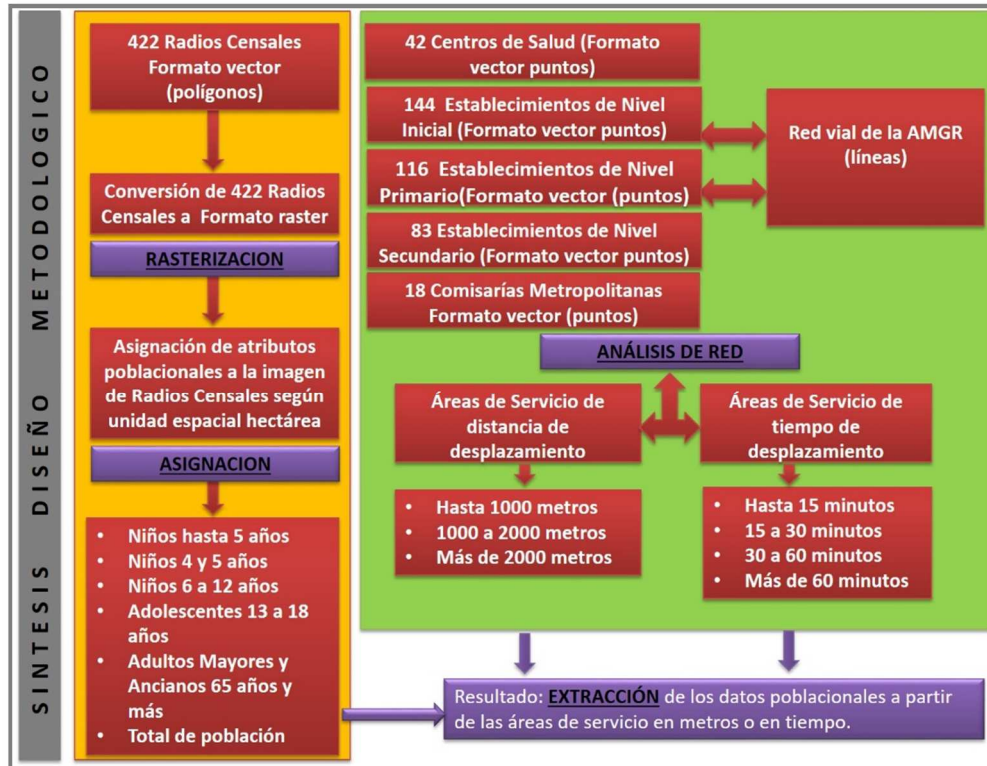 SINTESIS DISEÑO METODOLOGICO
422 Radios Censales
Formato vector
(polígonos)
Conversión de 422 Radios
Censales a Formato raster
RASTERIZACION
Asignación de atributos
poblacionales a la imagen
de Radios Censales según
unidad espacial hectárea
ASIGNACION
• Niños hasta 5 años
• Niños 4 y 5 años
• Niños 6 a 12 años
• Adolescentes 13 a 18
años
• Adultos Mayores y
Ancianos 65 años y
más
• Total de población
42 Centros de Salud (Formato
vector puntos)
144 Establecimientos de Nivel
Inicial (Formato vector puntos)
116 Establecimientos de Nivel
Primario(Formato vector (puntos)
83 Establecimientos de Nivel
Secundario (Formato vector puntos)
18 Comisarías Metropolitanas
Formato vector (puntos)
Red vial de la AMGR
(líneas)
ANÁLISIS DE RED
Áreas de Servicio de
distancia de
desplazamiento
• Hasta 1000 metros
• 1000 a 2000 metros
• Más de 2000 metros
Áreas de Servicio de
tiempo de
desplazamiento
• Hasta 15 minutos
• 15 a 30 minutos
• 30 a 60 minutos
• Más de 60 minutos
Resultado: EXTRACCIÓN de los datos poblacionales a partir
de las áreas de servicio en metros o en tiempo.